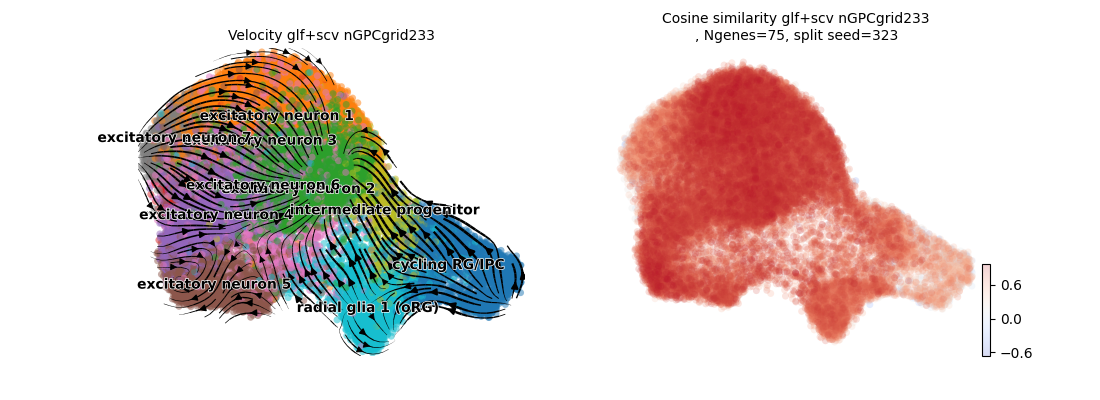 Velocity glf+scv nGPCgrid233
excitatory neuron 1
excitatory neuron 7
excitatory neuron 3
excitatory neuron 6
excitatory neuron 2
intermediate progenitor
excitatory neuron 4
cycling RG/IPC
excitatory neuron 5
radial glia 1 (oRG)
Cosine similarity glf+scv nGPCgrid233
, Ngenes=75, split seed=323
0.6
0.0
−0.6